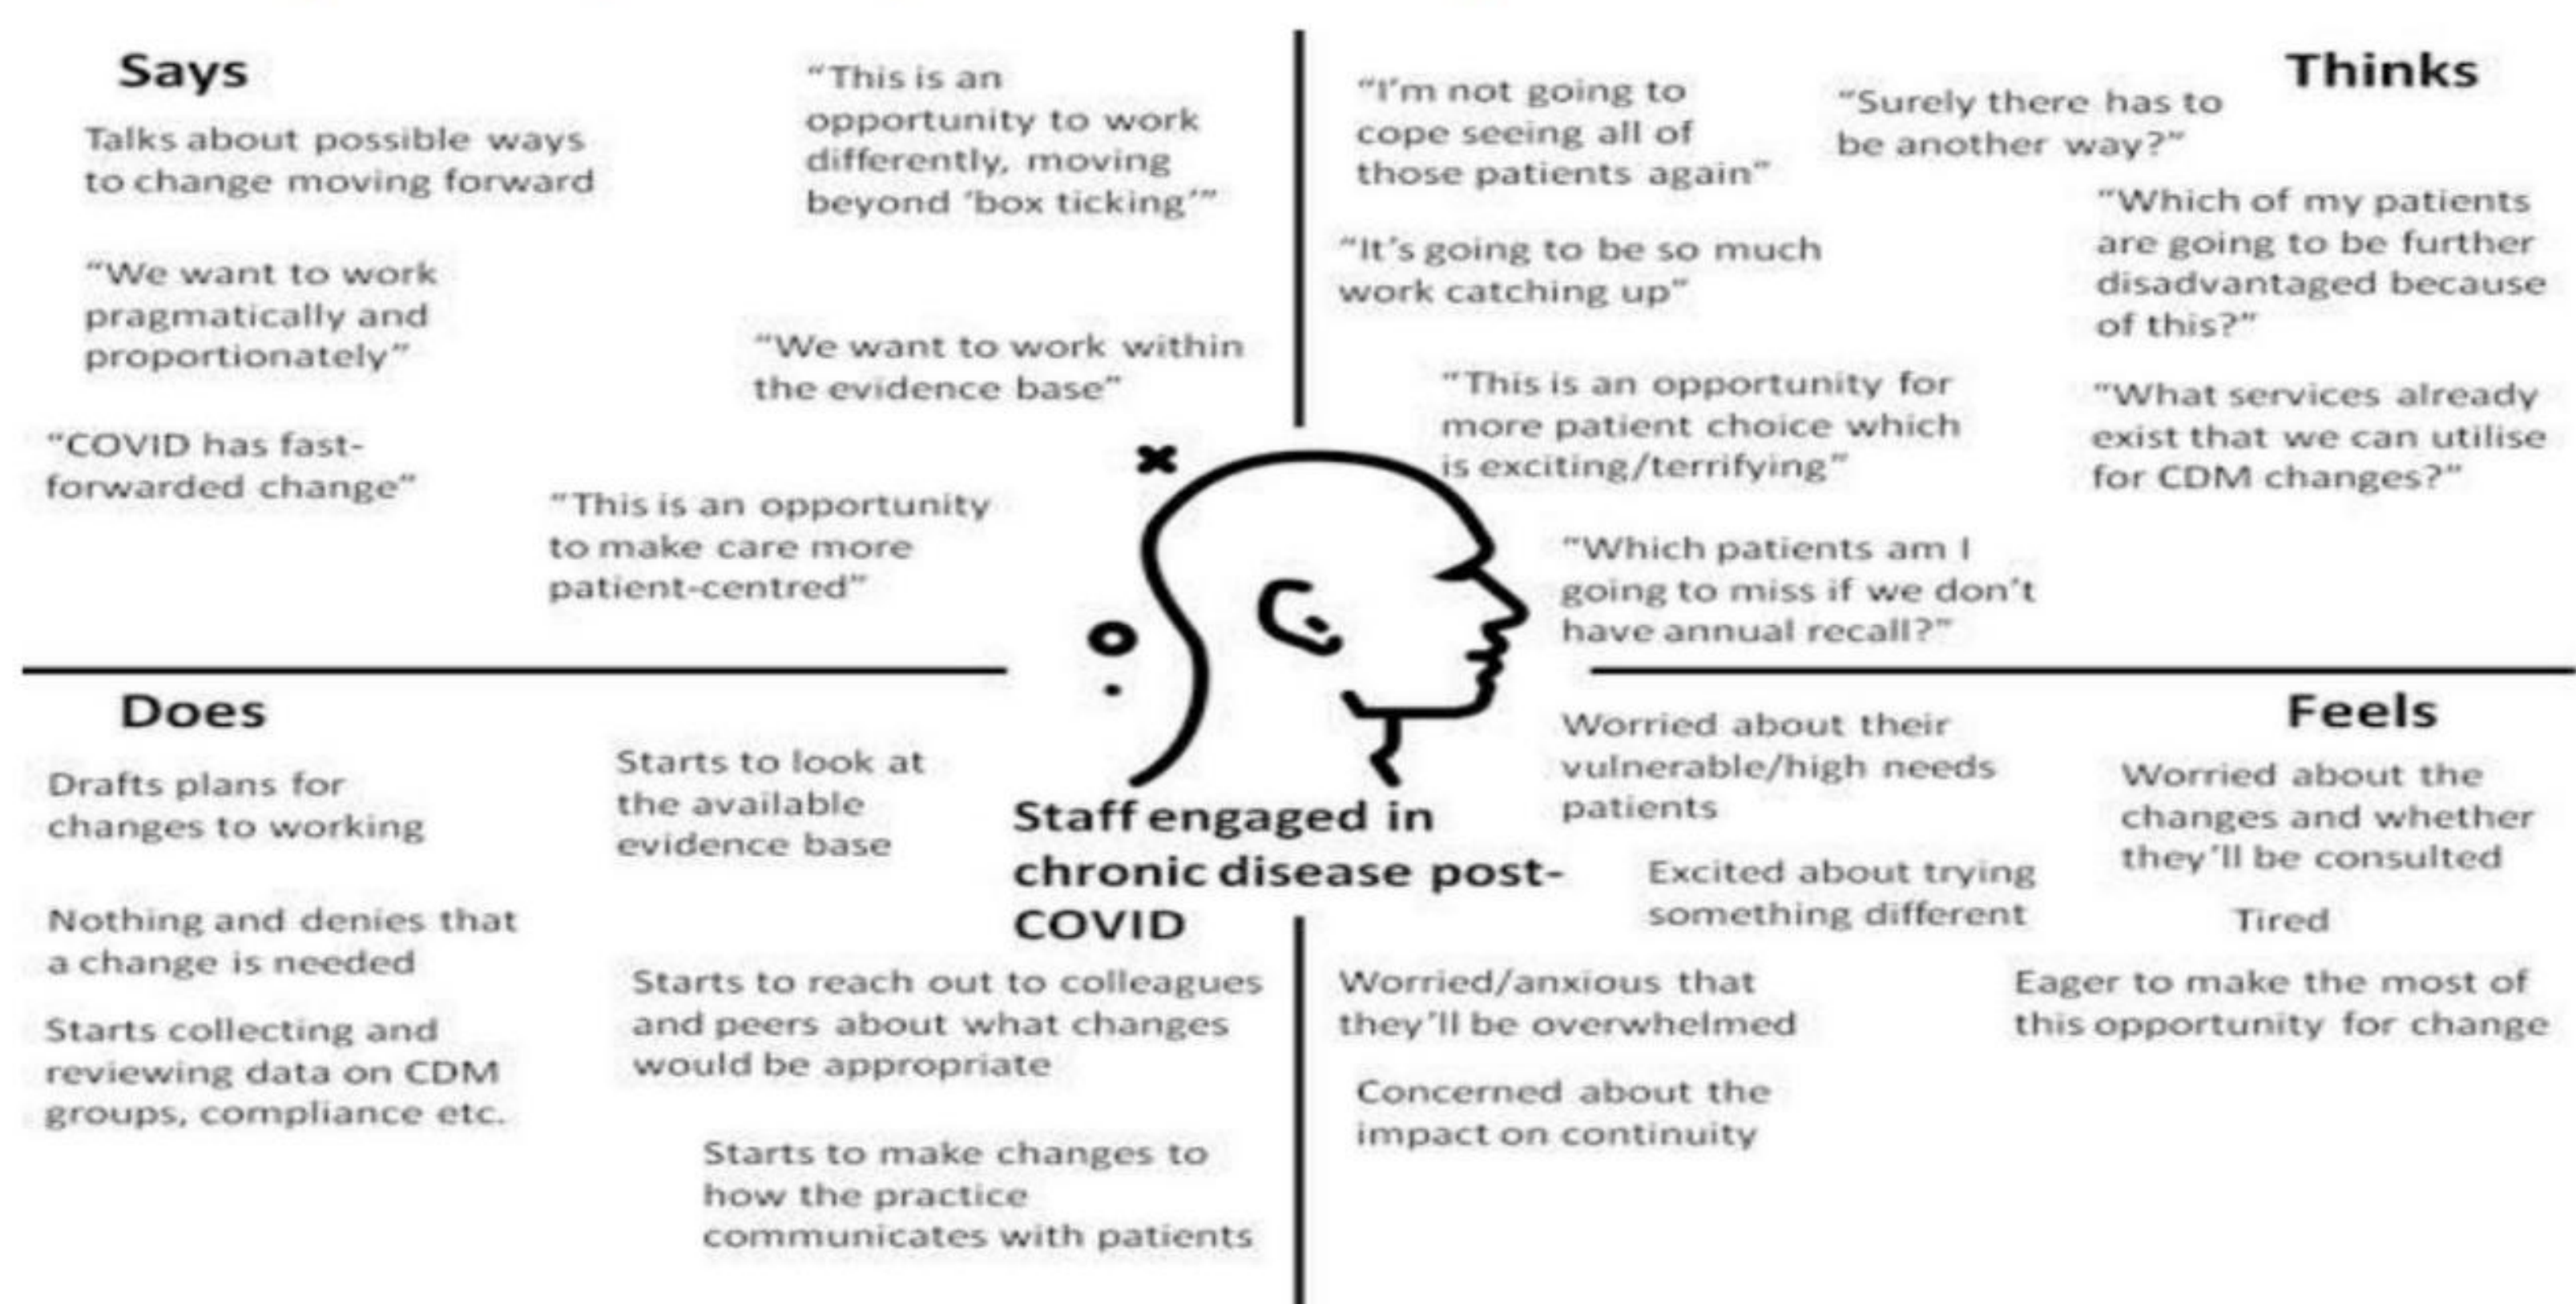 Says
Talks about possible ways
to change moving forward
“This is an
opportunity to work
differently, moving
beyond ‘box ticking’”
“We want to work
pragmatically and
proportionately”
“We want to work within
the evidence base”
“COVID has fast-
forwarded change”
“This is an opportunity
to make care more
patient-centred”
Thinks
“I’m not going to
cope seeing all of
those patients again”
“Surely there has to
be another way?”
“Which of my patients
are going to be further
disadvantaged because
of this?”
“It’s going to be so much
work catching up”
“This is an opportunity for
more patient choice which
is exciting/terrifying”
“What services already
exist that we can utilise
for CDM changes?”
“Which patients am I
going to miss if we don’t
have annual recall?”
Staff engaged in
chronic disease post-
COVID
Does
Drafts plans for
changes to working
Starts to look at
the available
evidence base
Nothing and denies that
a change is needed
Starts collecting and
reviewing data on CDM
groups, compliance etc.
Starts to reach out to colleagues
and peers about what changes
would be appropriate
Starts to make changes to
how the practice
communicates with patients
Feels
Worried about their
vulnerable/high needs
patients
Worried about the
changes and whether
they’ll be consulted
Excited about trying
something different
Tired
Worried/anxious that
they’ll be overwhelmed
Eager to make the most of
this opportunity for change
Concerned about the
impact on continuity